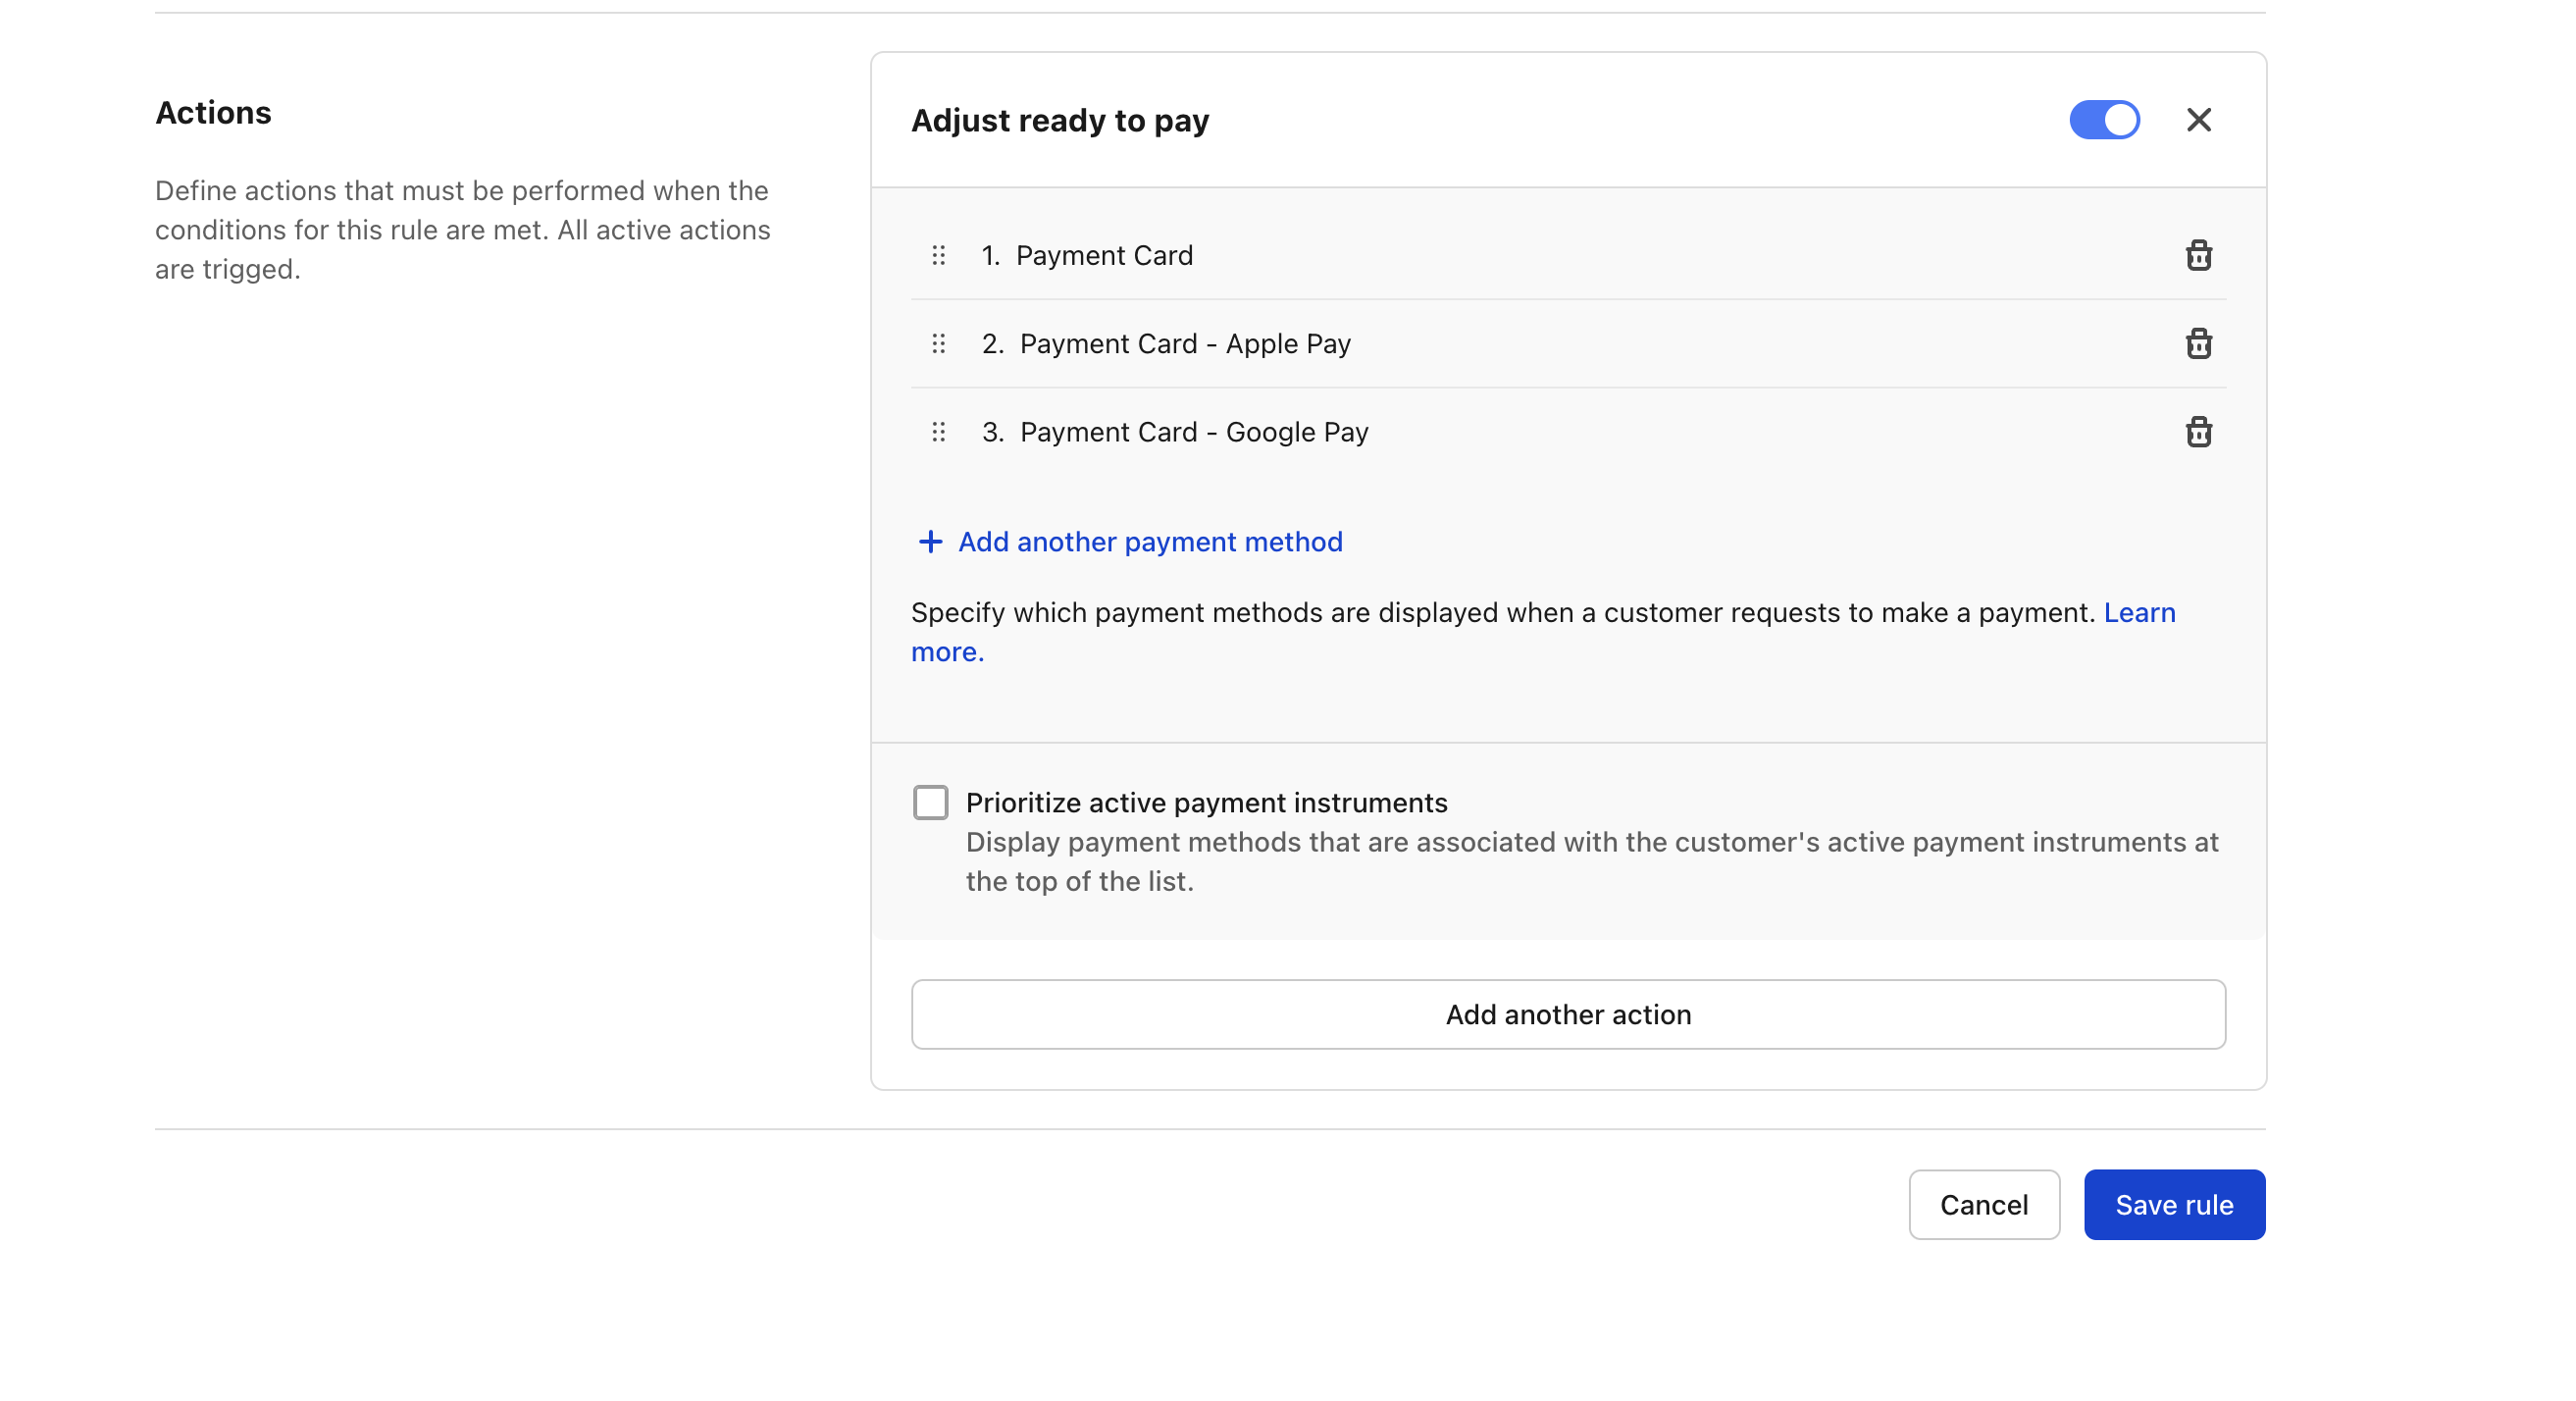 Actions
Define actions that must be performed when the
conditions for this rule are met. All active actions
are trigged.
Adjust ready to pay
1. Payment Card
2. Payment Card - Apple Pay
3. Payment Card - Google Pay
Add another payment method
Specify which payment methods are displayed when a customer requests to make a payment. Learn
more.
Prioritize active payment instruments
Display payment methods that are associated with the customer's active payment instruments at
the top of the list.
Add another action
Cancel
Save rule